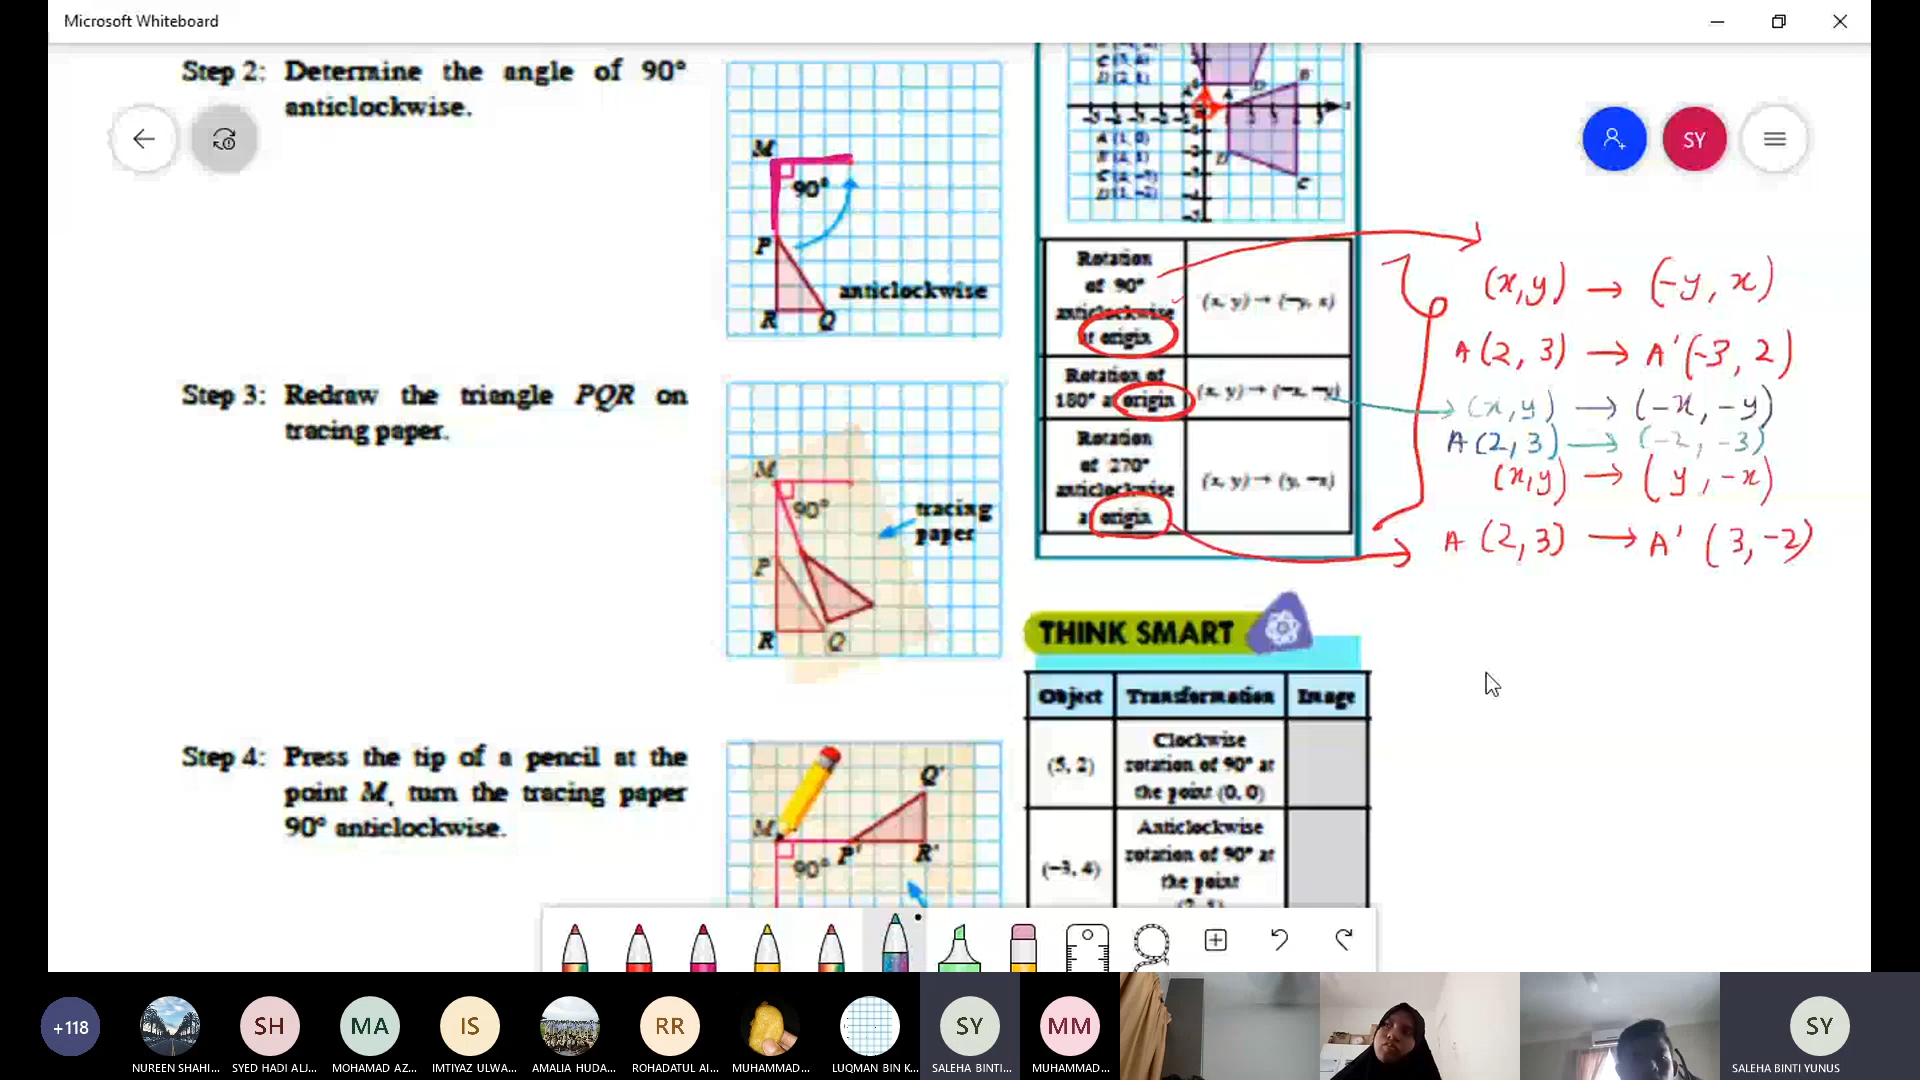 Microsoft Whiteboard
Step 2: Determine the angle of 90°
anticlockwise.
M
90°
P
anticlockwise
R Q
Step 3: Redraw the triangle PQR on
tracing paper.
M
90°
tracing
paper
P
R Q
Step 4: Press the tip of a pencil at the
point M, turn the tracing paper
90° anticlockwise.
Q'
M
90° P' R'
A (1, 0)
Rotation
of 90°
anticlockwise
at origin
(x, y) → (−y, x)
Rotation of
180° at origin
(x, y) → (−x, −y)
Rotation
of 270°
anticlockwise
at origin
(x, y) → (y, −x)
(x,y) → (-y, x)
A (2, 3) → A' (-3, 2)
(x,y) → (-x, -y)
A (2, 3) → (-2, -3)
(x,y) → (y, -x)
A (2, 3) → A' (3, -2)
THINK SMART
Object Transformation Image
(5, 2) Clockwise
rotation of 90° at
the point (0, 0)
(−3, 4) Anticlockwise
rotation of 90° at
the point
SY
+118
SH
MA
IS
RR
SY
MM
SY
NUREEN SHAHI...
SYED HADI ALJ...
MOHAMAD AZ...
IMTIYAZ ULWA...
AMALIA HUDA...
ROHADATUL AI...
MUHAMMAD...
LUQMAN BIN K...
SALEHA BINTI...
MUHAMMAD...
SALEHA BINTI YUNUS